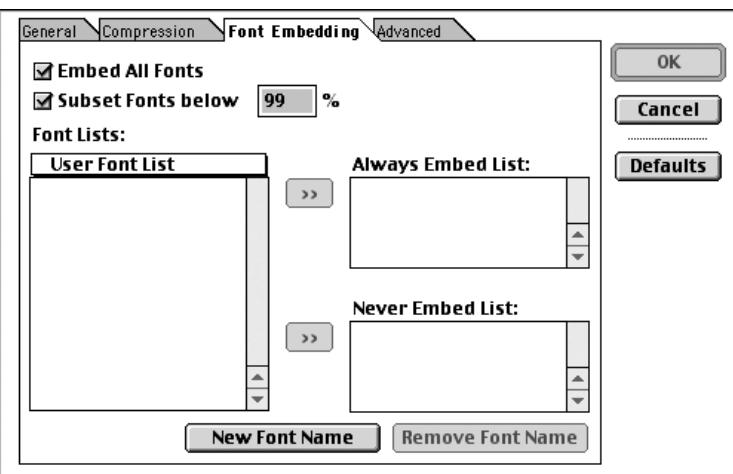 General Compression Font Embedding Advanced
Embed All Fonts
Subset Fonts below 99 %
Font Lists:
User Font List
>>
Always Embed List:
>>
Never Embed List:
New Font Name Remove Font Name
OK
Cancel
Defaults